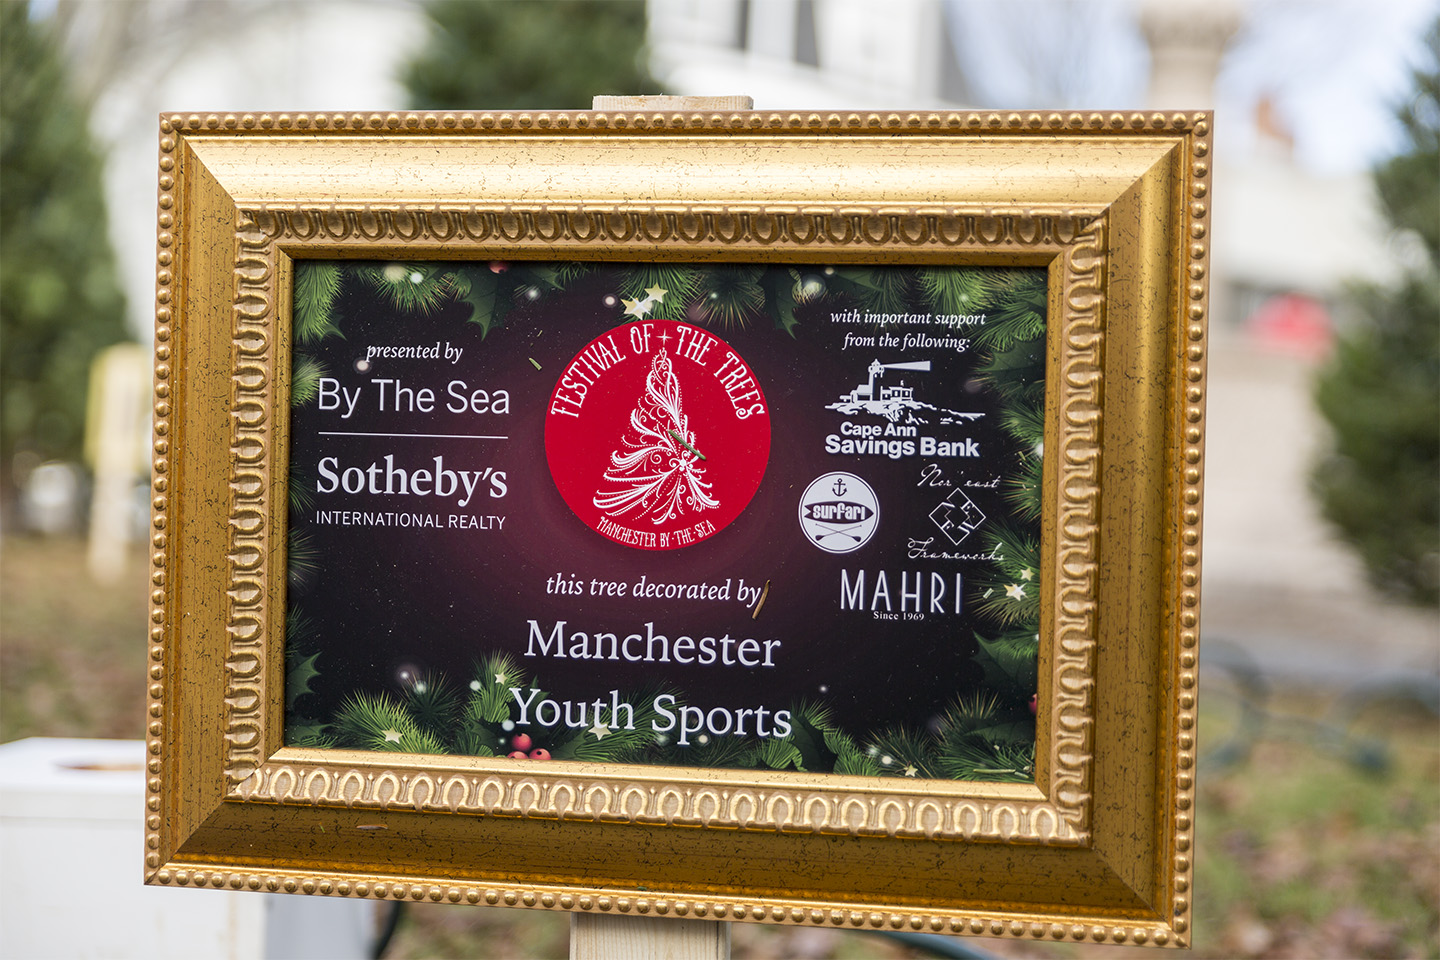 presented by
By The Sea
Sotheby's
INTERNATIONAL REALTY
FESTIVAL OF THE TREES
MANCHESTER·BY·THE·SEA
this tree decorated by
Manchester
Youth Sports
with important support
from the following:
Cape Ann
Savings Bank
surfari
Nor'east
Frameworks
MAHRI
Since 1969